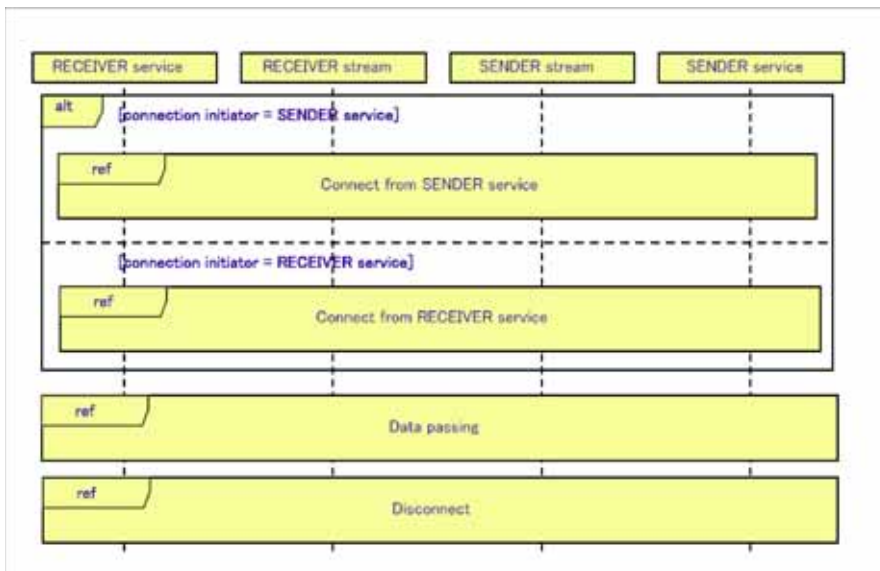 RECEIVER service
RECEIVER stream
SENDER stream
SENDER service
alt
[connection initiator = SENDER service]
ref
Connect from SENDER service
[connection initiator = RECEIVER service]
ref
Connect from RECEIVER service
ref
Data passing
ref
Disconnect